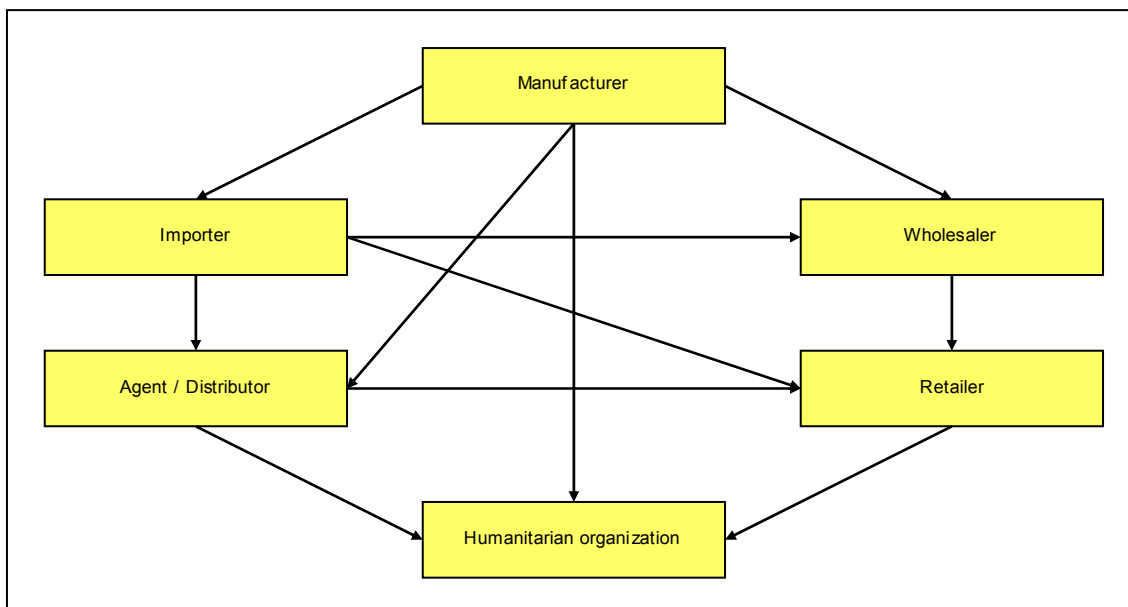 Manufacturer
Importer
Wholesaler
Agent / Distributor
Retailer
Humanitarian organization